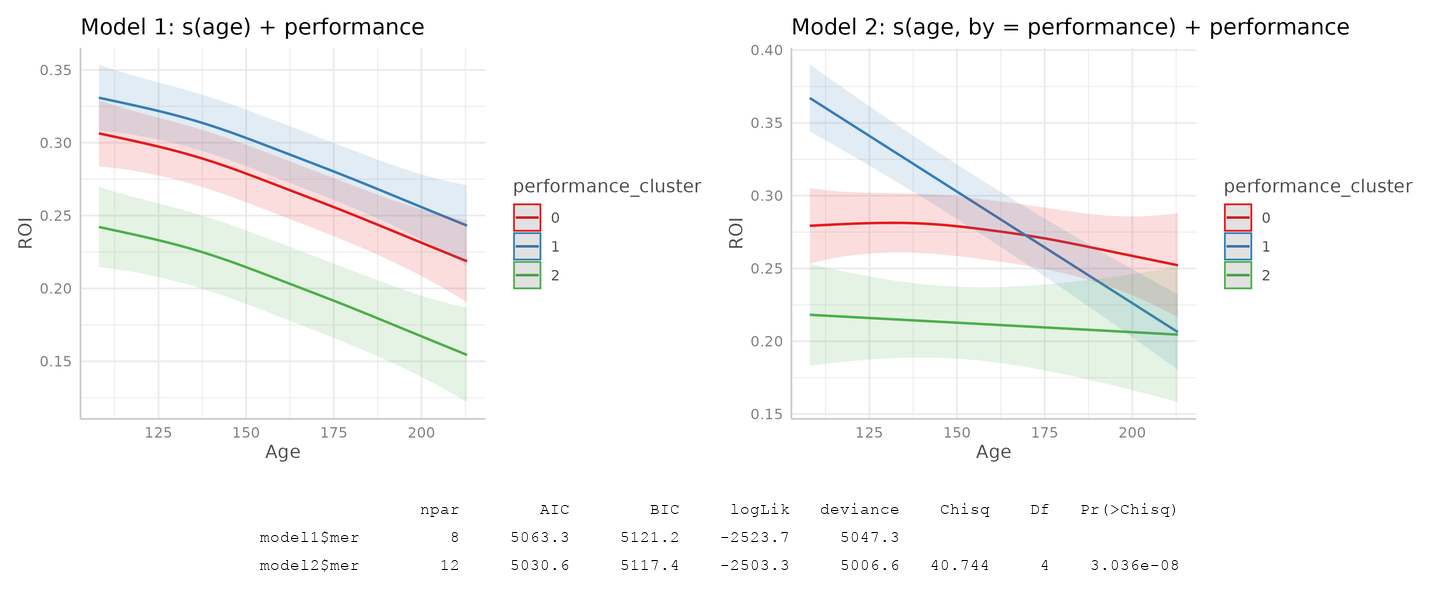 Model 1: s(age) + performance
0.35
0.30
0.25
0.20
0.15
ROI
125 150 175 200
Age
performance_cluster
0
1
2
Model 2: s(age, by = performance) + performance
0.40
0.35
0.30
0.25
0.20
0.15
ROI
125 150 175 200
Age
performance_cluster
0
1
2
npar AIC BIC logLik deviance Chisq Df Pr(>Chisq)
model1$mer 8 5063.3 5121.2 -2523.7 5047.3
model2$mer 12 5030.6 5117.4 -2503.3 5006.6 40.744 4 3.036e-08